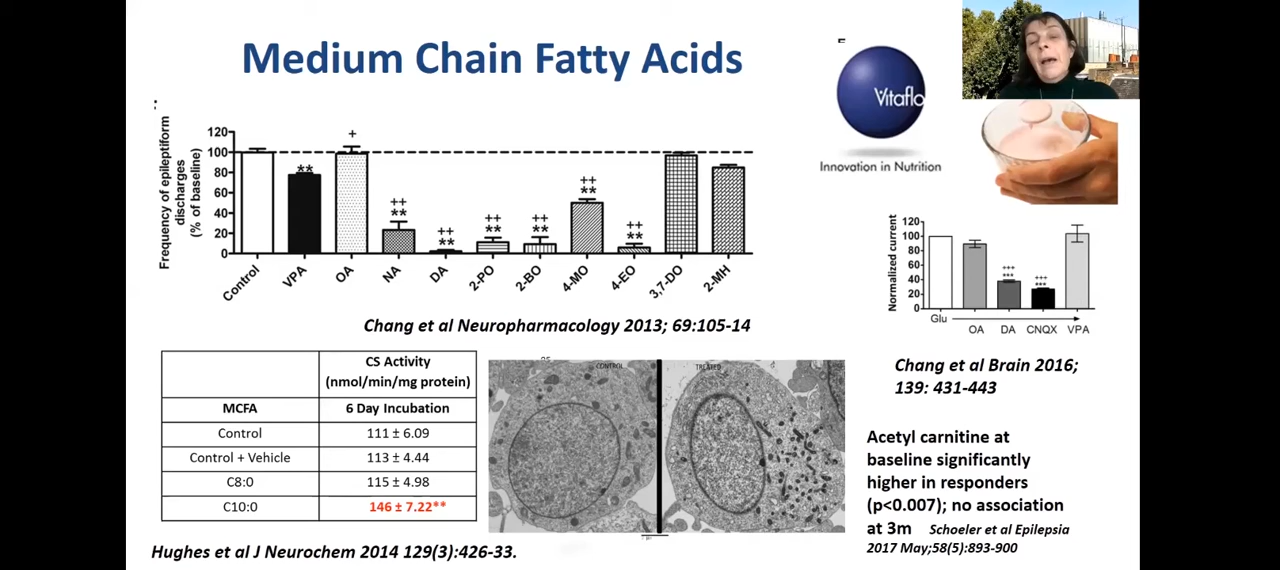 Medium Chain Fatty Acids
Frequency of epileptiform
discharges
(% of baseline)
120
100
80
60
40
20
0
**
+
++
**
++
**
++
**
++
**
++
**
++
**
Control
VPA
OA
NA
DA
2-PO
2-BO
4-MO
4-EO
3,7-DO
2-MH
Chang et al Neuropharmacology 2013; 69:105-14
Vitaflo
Innovation in Nutrition
Normalized current
120
100
80
60
40
20
0
+++
***
+++
***
Glu
OA DA CNQX VPA
Chang et al Brain 2016;
139: 431-443
CS Activity
(nmol/min/mg protein)
MCFA 6 Day Incubation
Control 111 ± 6.09
Control + Vehicle 113 ± 4.44
C8:0 115 ± 4.98
C10:0 146 ± 7.22**
Hughes et al J Neurochem 2014 129(3):426-33.
CONTROL
TREATED
Acetyl carnitine at
baseline significantly
higher in responders
(p<0.007); no association
at 3m Schoeler et al Epilepsia
2017 May;58(5):893-900